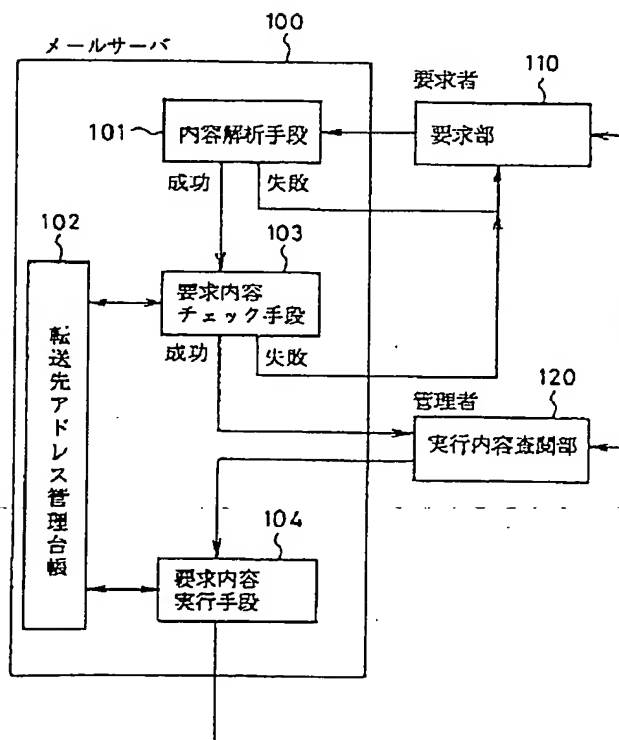 100
メールサーバ
110
要求者
101
内容解析手段
要求部
成功
失敗
102
103
要求内容
チェック手段
転送先アドレス管理台帳
成功
失敗
管理者
120
実行内容査閲部
104
要求内容
実行手段